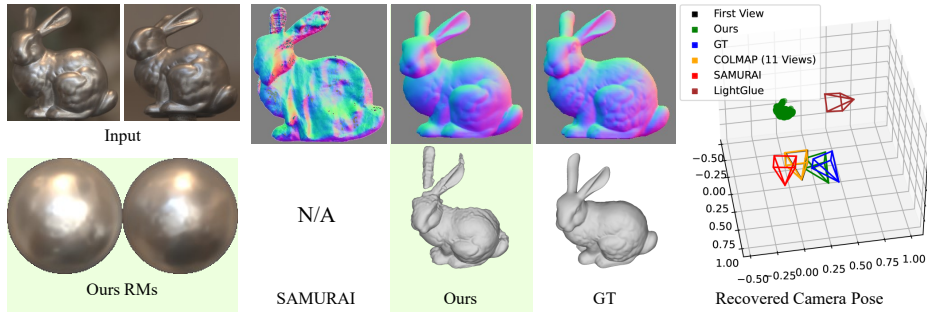 Input
Ours RMs
N/A
SAMURAI
Ours
GT
First View
Ours
GT
COLMAP (11 Views)
SAMURAI
LightGlue
−0.50
−0.25
0.00
0.25
0.50
0.75
1.00
−0.50
−0.25
0.00
0.25
0.50
0.75
1.00
Recovered Camera Pose